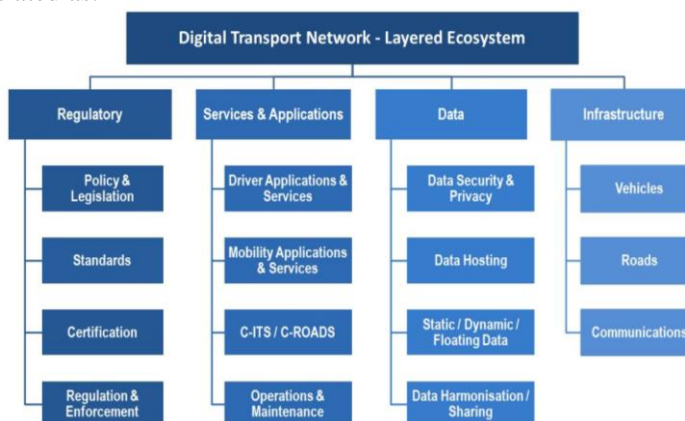 Digital Transport Network - Layered Ecosystem
Regulatory
Services & Applications
Data
Infrastructure
Policy &
Legislation
Driver Applications &
Services
Data Security &
Privacy
Vehicles
Standards
Mobility Applications
& Services
Data Hosting
Roads
Certification
C-ITS / C-ROADS
Static / Dynamic /
Floating Data
Communications
Regulation &
Enforcement
Operations &
Maintenance
Data Harmonisation /
Sharing